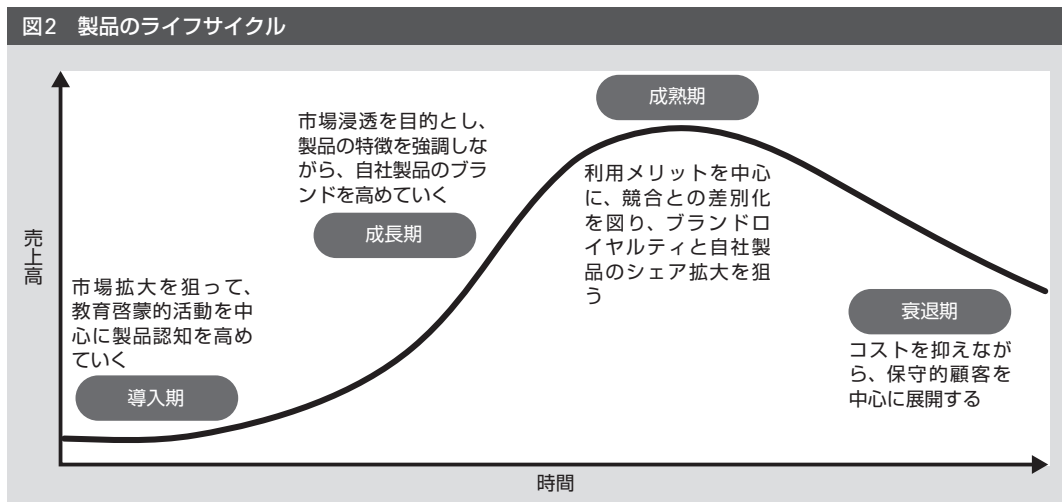 図2 製品のライフサイクル
売上高
市場拡大を狙って、
教育啓蒙的活動を中
心に製品認知を高め
ていく
導入期
市場浸透を目的とし、
製品の特徴を強調しな
がら、自社製品のブラ
ンドを高めていく
成長期
成熟期
利用メリットを中心
に、競合との差別化
を図り、ブランドロ
イヤルティと自社製
品のシェア拡大を狙
う
衰退期
コストを抑えなが
ら、保守的顧客を
中心に展開する
時間